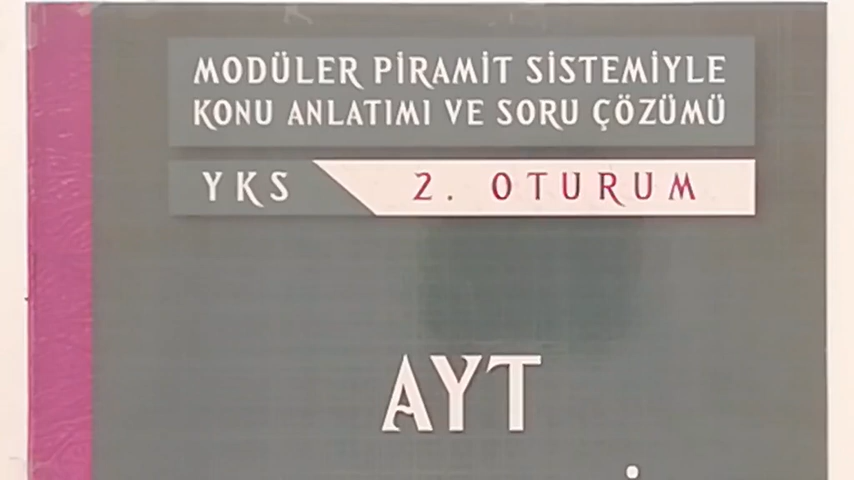 MODÜLER PİRAMİT SİSTEMİYLE
KONU ANLATIMI VE SORU ÇÖZÜMÜ
YKS 2. OTURUM
AYT